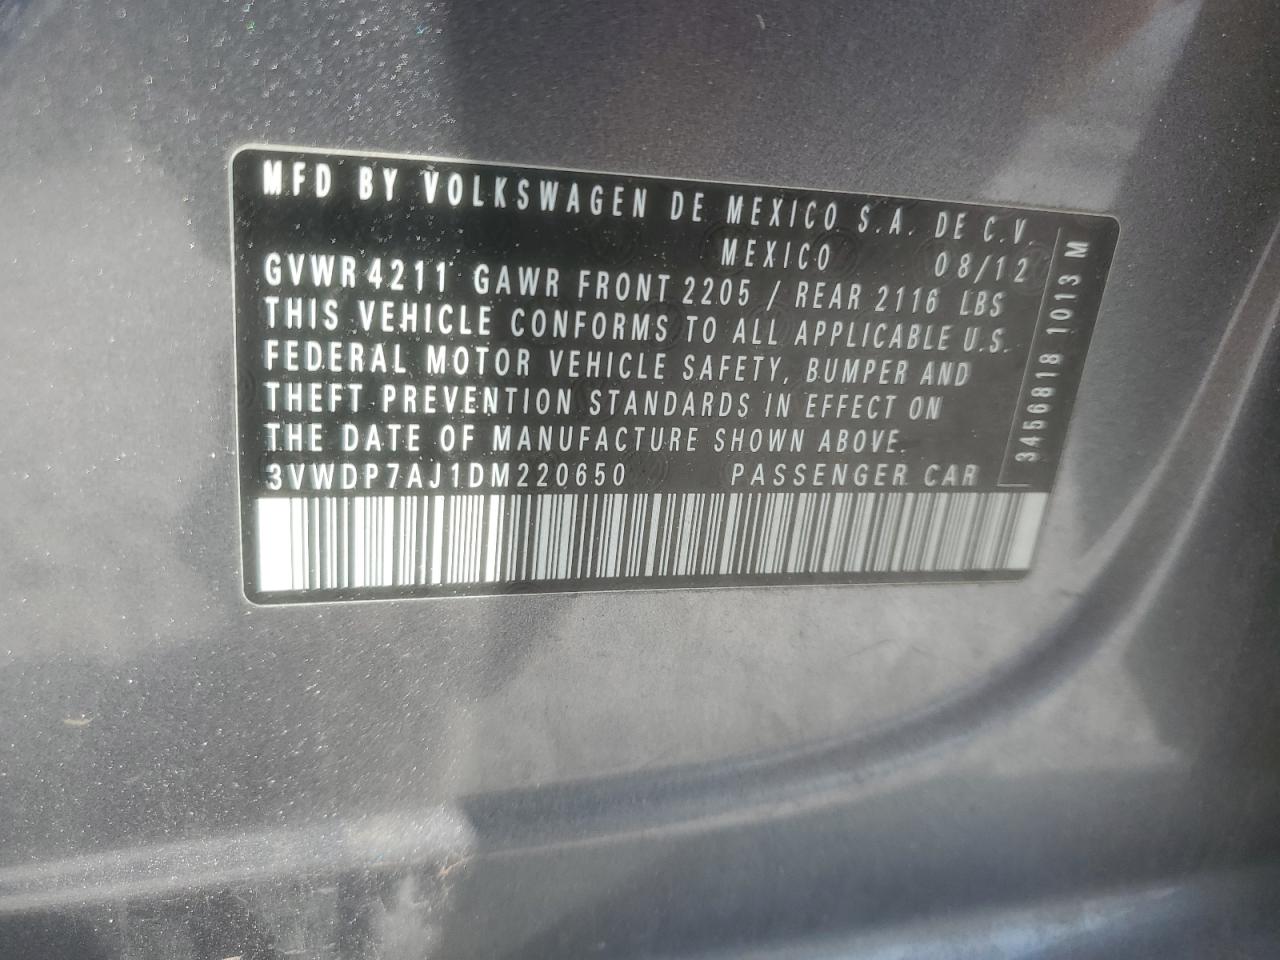 MFD BY VOLKSWAGEN DE MEXICO S.A. DE C.V.
MEXICO 08/12
GVWR 4211 GAWR FRONT 2205 / REAR 2116 LBS
THIS VEHICLE CONFORMS TO ALL APPLICABLE U.S.
FEDERAL MOTOR VEHICLE SAFETY, BUMPER AND
THEFT PREVENTION STANDARDS IN EFFECT ON
THE DATE OF MANUFACTURE SHOWN ABOVE.
3VWDP7AJ1DM220650 PASSENGER CAR
3456818 1013 M